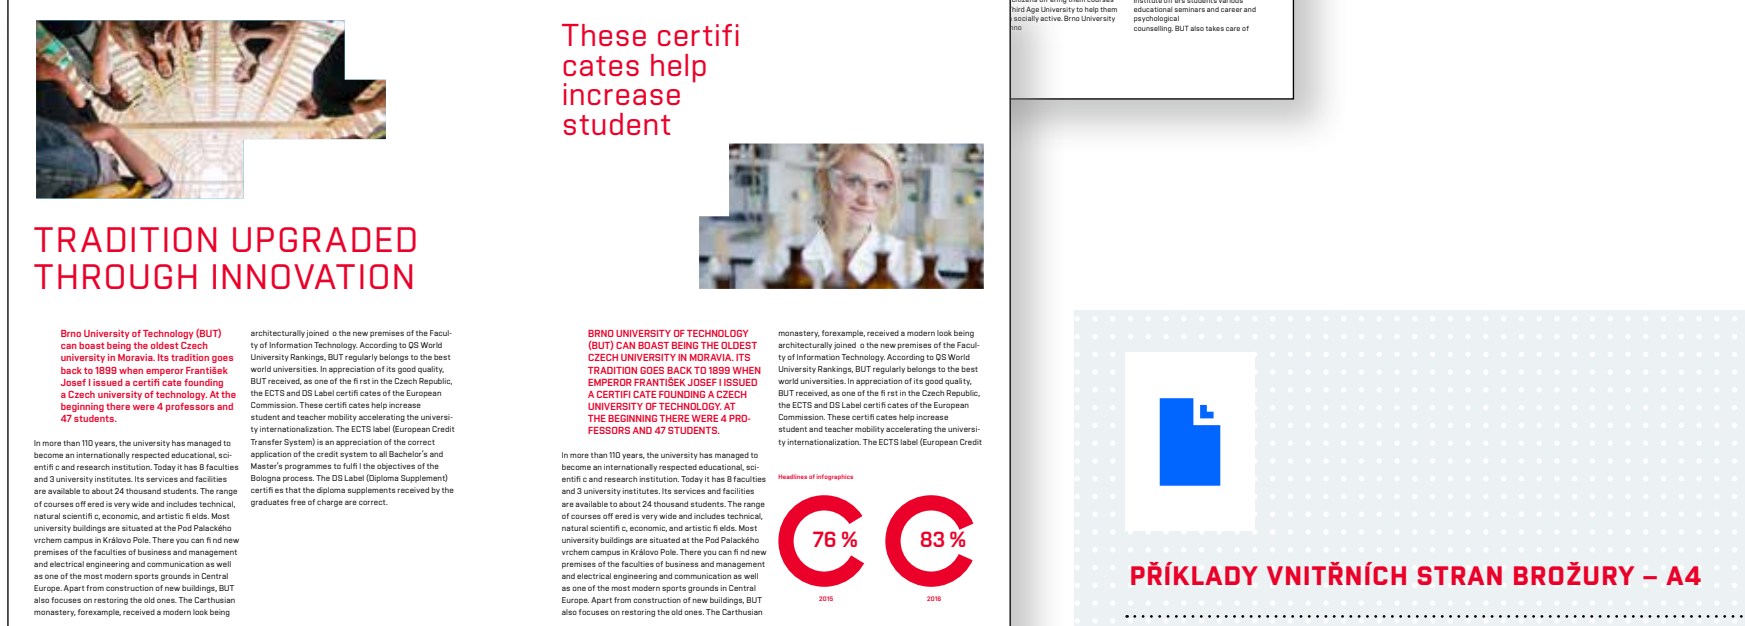 TRADITION UPGRADED
THROUGH INNOVATION
Brno University of Technology (BUT)
can boast being the oldest Czech
university in Moravia. Its tradition goes
back to 1899 when emperor František
Josef I issued a certifi cate founding
a Czech university of technology. At the
beginning there were 4 professors and
47 students.
In more than 110 years, the university has managed to
become an internationally respected educational, sci-
entifi c and research institution. Today it has 8 faculties
and 3 university institutes. Its services and facilities
are available to about 24 thousand students. The range
of courses off ered is very wide and includes technical,
natural scientifi c, economic, and artistic fi elds. Most
university buildings are situated at the Pod Palackého
vrchem campus in Královo Pole. There you can fi nd new
premises of the faculties of business and management
and electrical engineering and communication as well
as one of the most modern sports grounds in Central
Europe. Apart from construction of new buildings, BUT
also focuses on restoring the old ones. The Carthusian
monastery, forexample, received a modern look being
architecturally joined  o the new premises of the Facul-
ty of Information Technology. According to QS World
University Rankings, BUT regularly belongs to the best
world universities. In appreciation of its good quality,
BUT received, as one of the fi rst in the Czech Republic,
the ECTS and DS Label certifi cates of the European
Commission. These certifi cates help increase
student and teacher mobility accelerating the universi-
ty internationalization. The ECTS label (European Credit
Transfer System) is an appreciation of the correct
application of the credit system to all Bachelor's and
Master's programmes to fulfi l the objectives of the
Bologna process. The DS Label (Diploma Supplement)
certifi es that the diploma supplements received by the
graduates free of charge are correct.
These certifi
cates help
increase
student
BRNO UNIVERSITY OF TECHNOLOGY
(BUT) CAN BOAST BEING THE OLDEST
CZECH UNIVERSITY IN MORAVIA. ITS
TRADITION GOES BACK TO 1899 WHEN
EMPEROR FRANTIŠEK JOSEF I ISSUED
A CERTIFI CATE FOUNDING A CZECH
UNIVERSITY OF TECHNOLOGY. AT
THE BEGINNING THERE WERE 4 PRO-
FESSORS AND 47 STUDENTS.
In more than 110 years, the university has managed to
become an internationally respected educational, sci-
entifi c and research institution. Today it has 8 faculties
and 3 university institutes. Its services and facilities
are available to about 24 thousand students. The range
of courses off ered is very wide and includes technical,
natural scientifi c, economic, and artistic fi elds. Most
university buildings are situated at the Pod Palackého
vrchem campus in Královo Pole. There you can fi nd new
premises of the faculties of business and management
and electrical engineering and communication as well
as one of the most modern sports grounds in Central
Europe. Apart from construction of new buildings, BUT
also focuses on restoring the old ones. The Carthusian
monastery, forexample, received a modern look being
architecturally joined  o the new premises of the Facul-
ty of Information Technology. According to QS World
University Rankings, BUT regularly belongs to the best
world universities. In appreciation of its good quality,
BUT received, as one of the fi rst in the Czech Republic,
the ECTS and DS Label certifi cates of the European
Commission. These certifi cates help increase
student and teacher mobility accelerating the universi-
ty internationalization. The ECTS label (European Credit
Headlines of infographics
76 %
83 %
2015
2016
Third Age University to help them
socially active. Brno University
educational seminars and career and
psychological
counselling. BUT also takes care of
PŘÍKLADY VNITŘNÍCH STRAN BROŽURY – A4